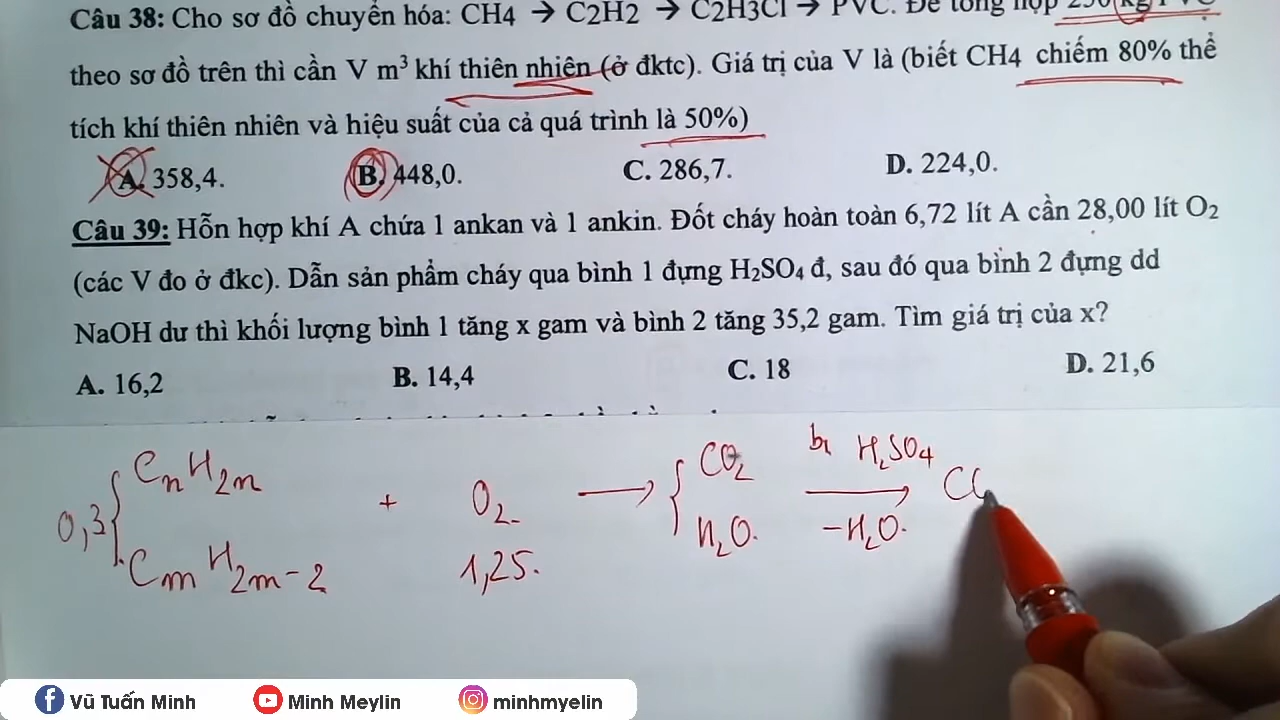 Câu 38: Cho sơ đồ chuyển hóa: CH4 → C2H2 → C2H3Cl → PVC. Để tổng hợp 250 kg PVC
theo sơ đồ trên thì cần V m³ khí thiên nhiên (ở đktc). Giá trị của V là (biết CH4 chiếm 80% thể
tích khí thiên nhiên và hiệu suất của cả quá trình là 50%)
A. 358,4. B. 448,0. C. 286,7. D. 224,0.
Câu 39: Hỗn hợp khí A chứa 1 ankan và 1 ankin. Đốt cháy hoàn toàn 6,72 lít A cần 28,00 lít O₂
(các V đo ở đkc). Dẫn sản phẩm cháy qua bình 1 đựng H₂SO₄ đ, sau đó qua bình 2 đựng dd
NaOH dư thì khối lượng bình 1 tăng x gam và bình 2 tăng 35,2 gam. Tìm giá trị của x?
A. 16,2 B. 14,4 C. 18 D. 21,6
0,3 { CₙH₂ₙ + O₂ → { CO₂ b₁ H₂SO₄ → CO
CₘH₂ₘ₋₂ 1,25. H₂O. -H₂O.
Vũ Tuấn Minh Minh Meylin minhmyelin